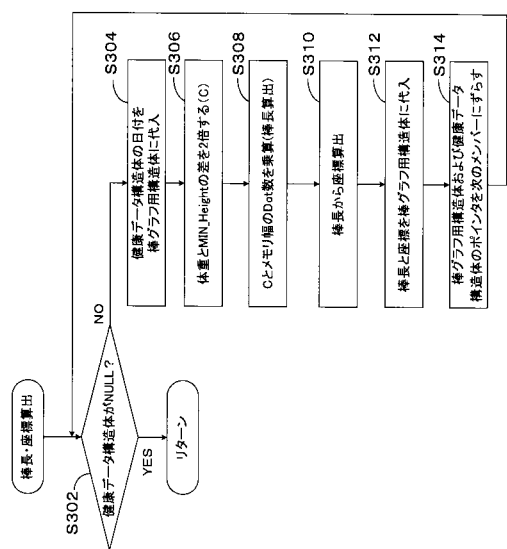 棒長・座標算出
S302
健康データ構造体がNULL？
YES
リターン
NO
S304
健康データ構造体の日付を
棒グラフ用構造体に代入
S306
体重とMIN_Heightの差を2倍する(C)
S308
Cとメモリ幅のDot数を乗算(棒長算出)
S310
棒長から座標算出
S312
棒長と座標を棒グラフ用構造体に代入
S314
棒グラフ用構造体および健康データ
構造体のポインタを次のメンバーにずらす